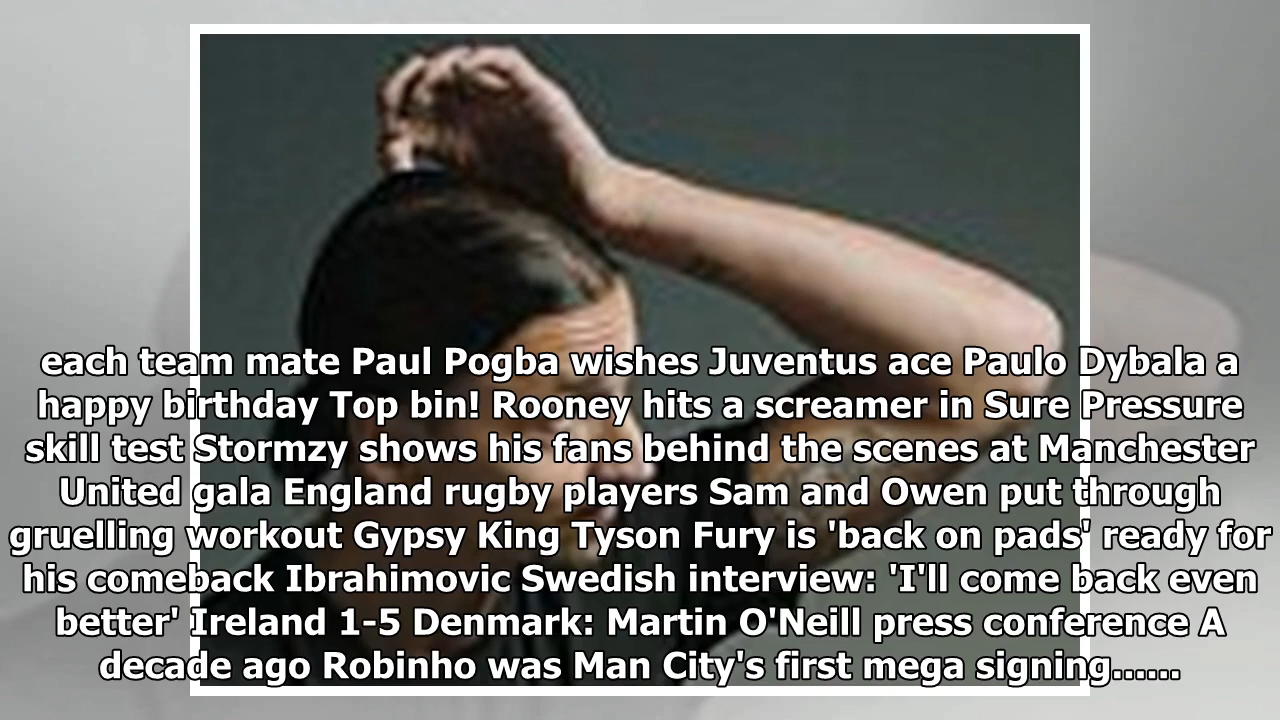 each team mate Paul Pogba wishes Juventus ace Paulo Dybala a
happy birthday Top bin! Rooney hits a screamer in Sure Pressure
skill test Stormzy shows his fans behind the scenes at Manchester
United gala England rugby players Sam and Owen put through
gruelling workout Gypsy King Tyson Fury is 'back on pads' ready for
his comeback Ibrahimovic Swedish interview: 'I'll come back even
better' Ireland 1-5 Denmark: Martin O'Neill press conference A
decade ago Robinho was Man City's first mega signing......